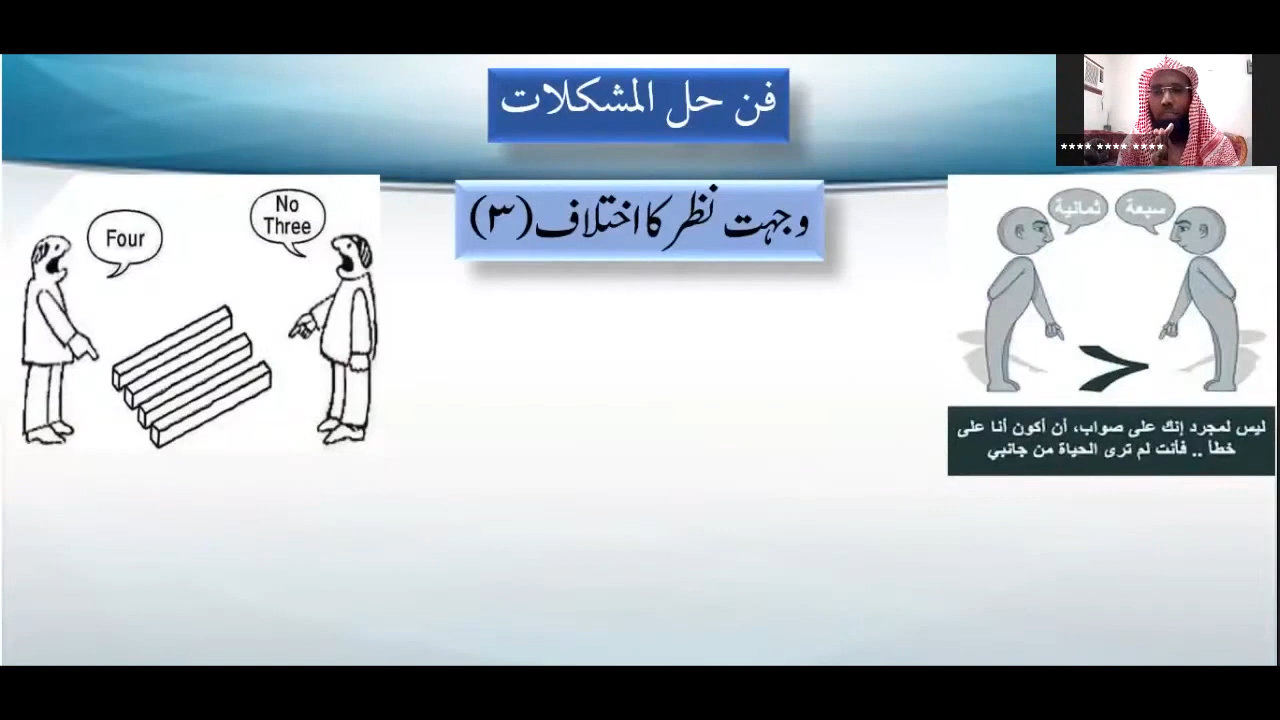 فن حل المشكلات
وجہت نظر کا اختلاف (۳)
Four
No
Three
ثمانية
سبعة
ليس لمجرد إنك على صواب، أن أكون أنا على
خطأ .. فأنت لم ترى الحياة من جانبي
**** **** ****